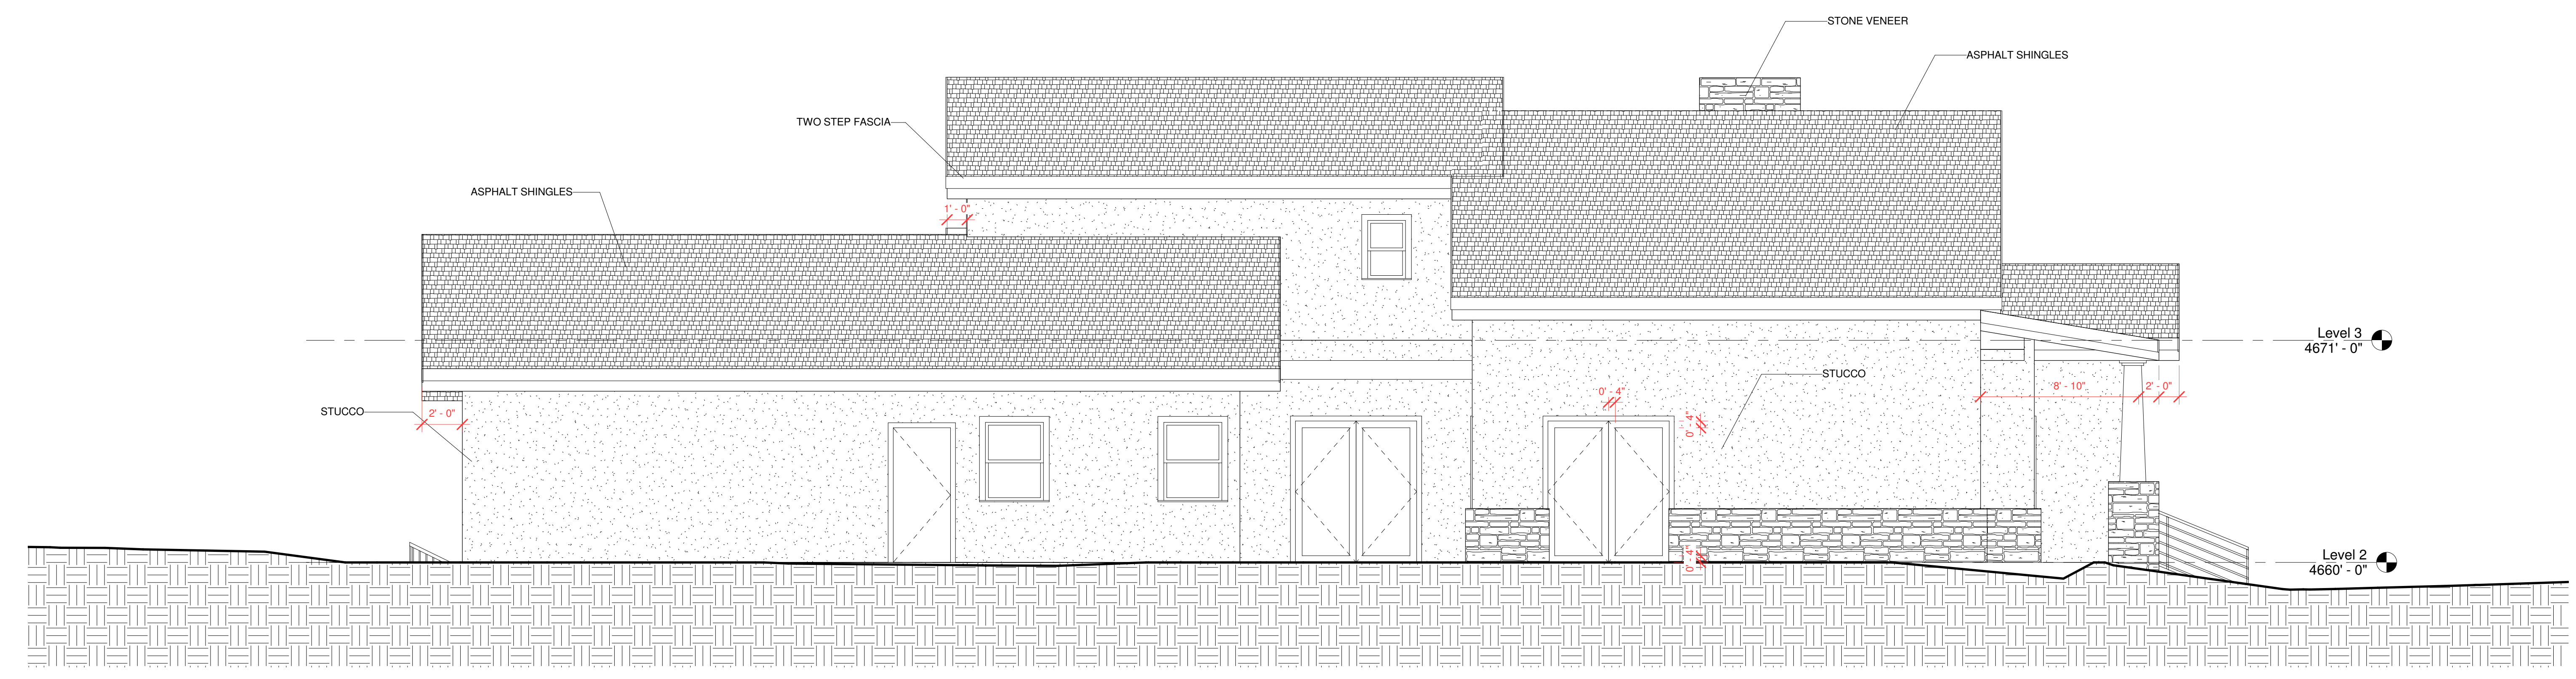 STONE VENEER
ASPHALT SHINGLES
TWO STEP FASCIA
ASPHALT SHINGLES
1' - 0"
Level 3
4671' - 0"
STUCCO
8' - 10"
2' - 0"
0' - 4"
STUCCO
2' - 0"
0' - 4"
0' - 4"
Level 2
4660' - 0"